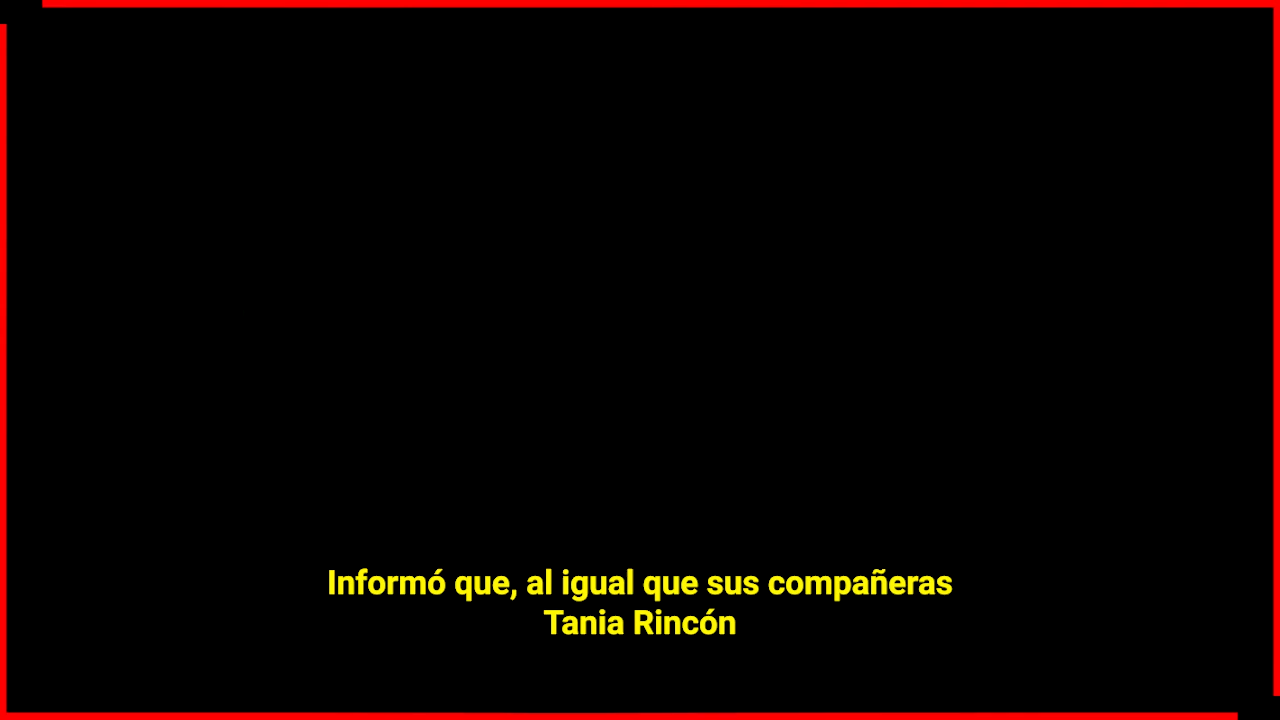 Informó que, al igual que sus compañeras
Tania Rincón